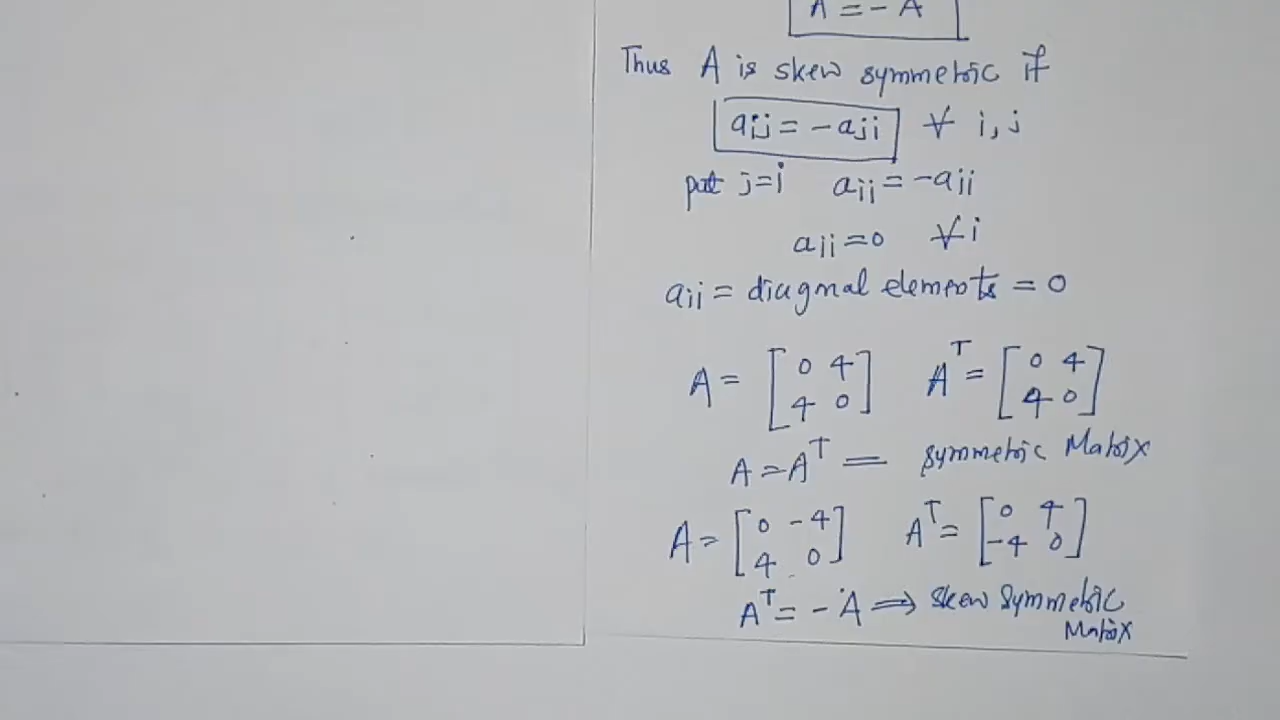 A = - A
Thus A is skew symmetric if
aij = -aji ∀ i, j
put j=i aii = -aii
aii = 0 ∀ i
aii = diagnal elements = 0
A = [0 4; 4 0] A^T = [0 4; 4 0]
A = A^T = symmetric Matrix
A = [0 -4; 4 0] A^T = [0 4; -4 0]
A^T = - A ⟹ skew symmetric
Matrix